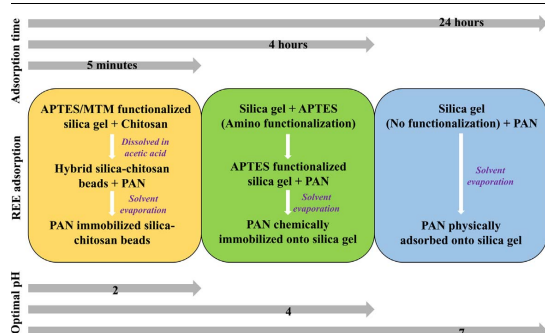 Adsorption time
24 hours
4 hours
5 minutes
REE adsorption
APTES/MTM functionalized
silica gel + Chitosan
Dissolved in
acetic acid
Hybrid silica-chitosan
beads + PAN
Solvent
evaporation
PAN immobilized silica-
chitosan beads
Silica gel + APTES
(Amino functionalization)
APTES functionalized
silica gel + PAN
Solvent
evaporation
PAN chemically
immobilized onto silica gel
Silica gel
(No functionalization) + PAN
Solvent
evaporation
PAN physically
adsorbed onto silica gel
Optimal pH
2
4
7